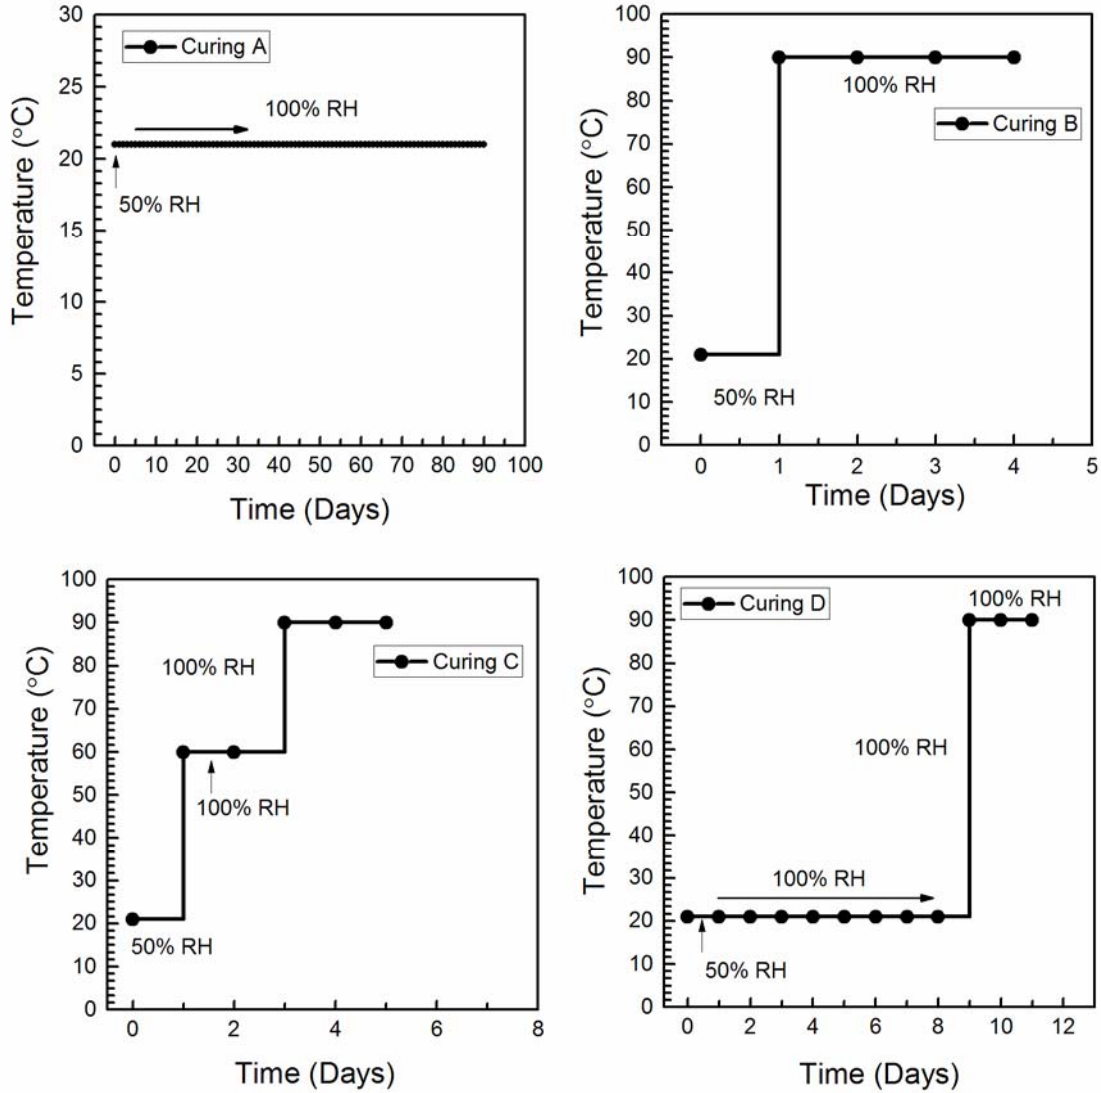 30
25
20
15
10
5
0
Temperature (°C)
Curing A
100% RH
50% RH
0 10 20 30 40 50 60 70 80 90 100
Time (Days)
100
90
80
70
60
50
40
30
20
10
0
Temperature (°C)
100% RH
Curing B
50% RH
0 1 2 3 4 5
Time (Days)
100
90
80
70
60
50
40
30
20
10
0
Temperature (°C)
Curing C
100% RH
100% RH
50% RH
0 2 4 6 8
Time (Days)
100
90
80
70
60
50
40
30
20
10
0
Temperature (°C)
Curing D
100% RH
100% RH
100% RH
50% RH
0 2 4 6 8 10 12
Time (Days)